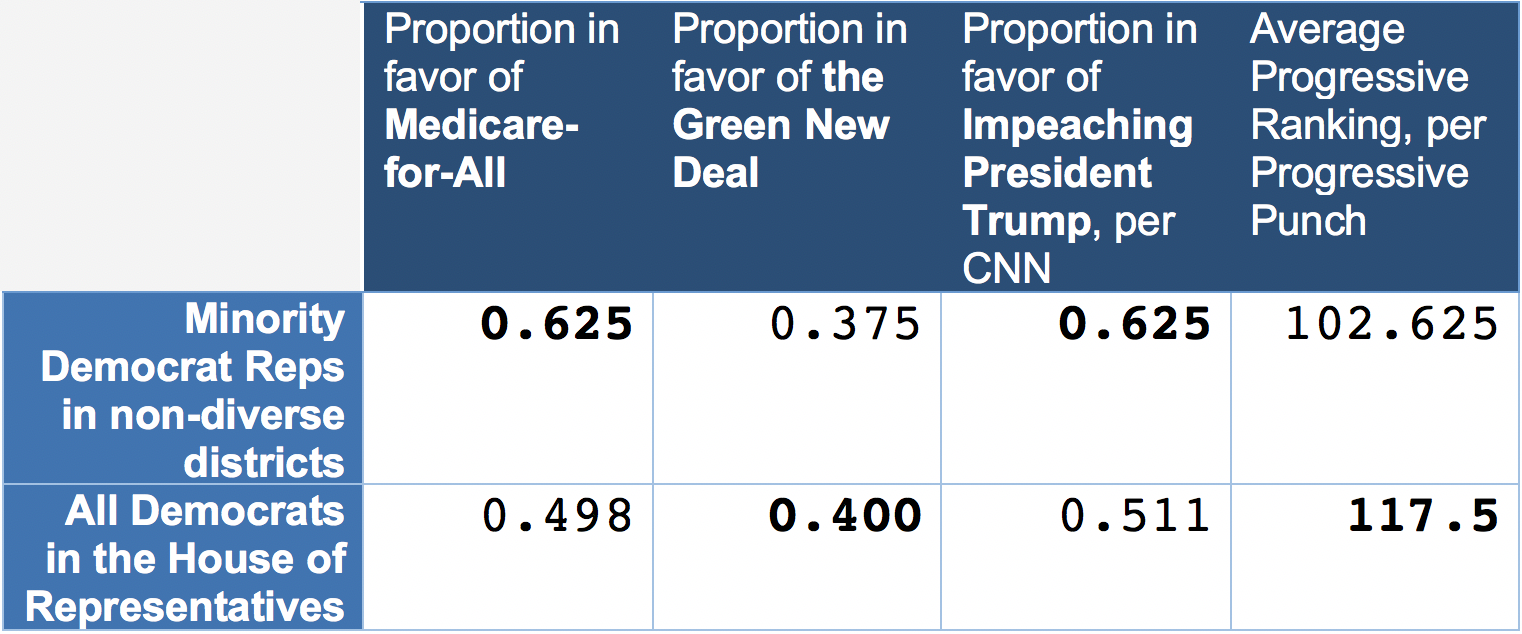 Proportion in
favor of
Medicare-
for-All
Proportion in
favor of the
Green New
Deal
Proportion in
favor of
Impeaching
President
Trump, per
CNN
Average
Progressive
Ranking, per
Progressive
Punch
Minority
Democrat Reps
in non-diverse
districts
0.625
0.375
0.625
102.625
All Democrats
in the House of
Representatives
0.498
0.400
0.511
117.5